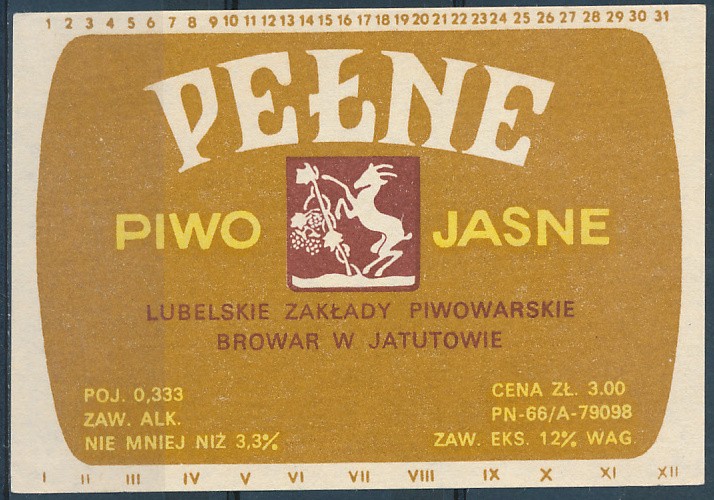 1 2 3 4 5 6 7 8 9 10 11 12 13 14 15 16 17 18 19 20 21 22 23 24 25 26 27 28 29 30 31
PEŁNE
PIWO JASNE
LUBELSKIE ZAKŁADY PIWOWARSKIE
BROWAR W JATUTOWIE
POJ. 0,333
ZAW. ALK.
NIE MNIEJ NIŻ 3,3%
CENA ZŁ. 3.00
PN-66/A-79098
ZAW. EKS. 12% WAG.
I II III IV V VI VII VIII IX X XI XII